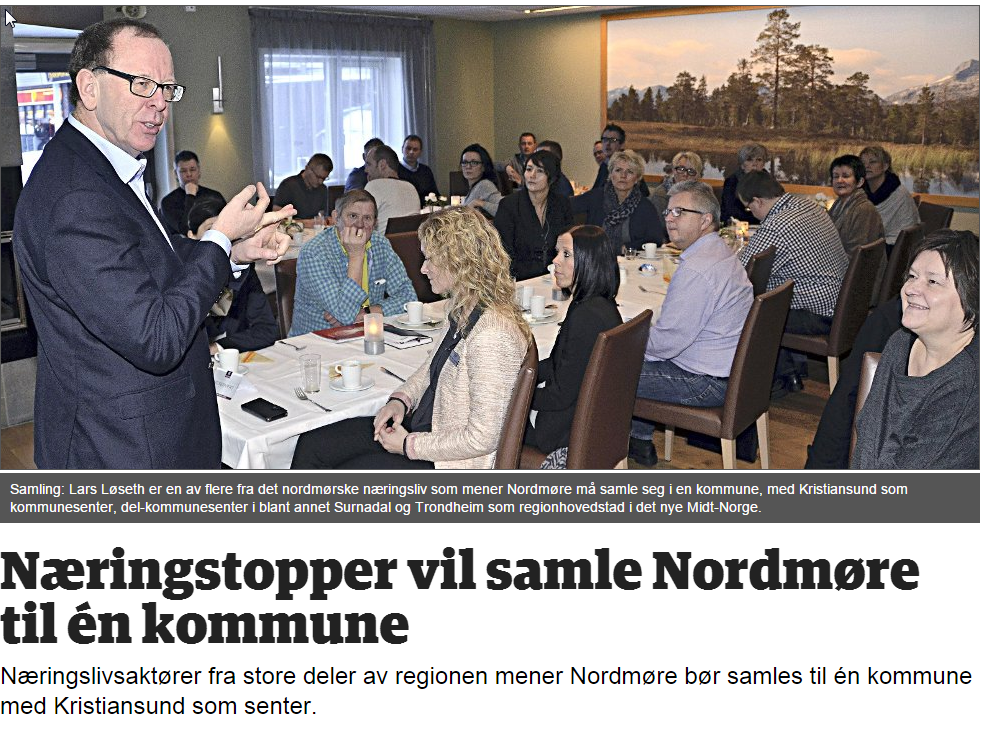 Samling: Lars Løseth er en av flere fra det nordmørske næringsliv som mener Nordmøre må samle seg i en kommune, med Kristiansund som
kommunesenter, del-kommunesenter i blant annet Surnadal og Trondheim som regionhovedstad i det nye Midt-Norge.
Næringstopper vil samle Nordmøre
til én kommune
Næringslivsaktører fra store deler av regionen mener Nordmøre bør samles til én kommune
med Kristiansund som senter.